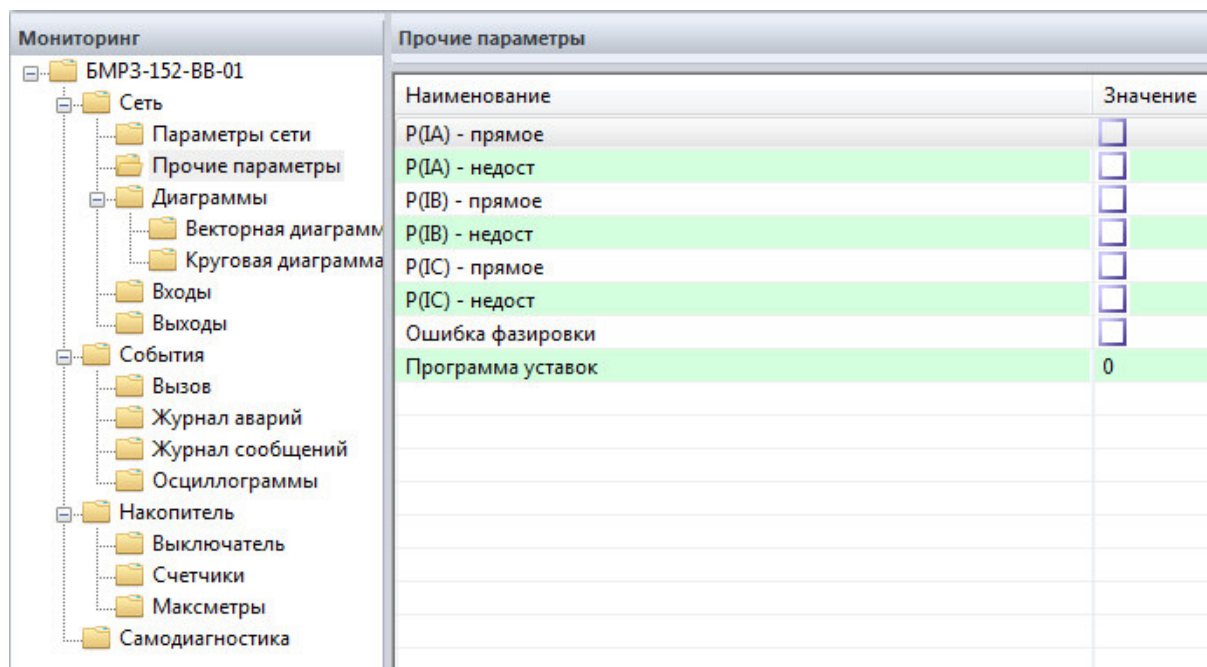 Мониторинг
БМРЗ-152-ВВ-01
Сеть
Параметры сети
Прочие параметры
Диаграммы
Векторная диаграмм
Круговая диаграмма
Входы
Выходы
События
Вызов
Журнал аварий
Журнал сообщений
Осциллограммы
Накопитель
Выключатель
Счетчики
Максметры
Самодиагностика
Прочие параметры
Наименование Значение
P(IA) - прямое
P(IA) - недост
P(IB) - прямое
P(IB) - недост
P(IC) - прямое
P(IC) - недост
Ошибка фазировки
Программа уставок 0